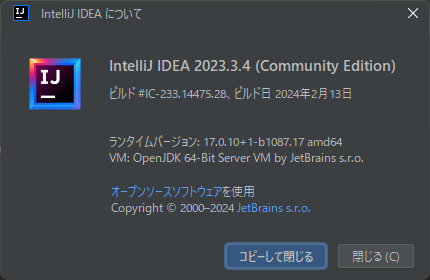 IntelliJ IDEA について
IJ
IntelliJ IDEA 2023.3.4 (Community Edition)
ビルド #IC-233.14475.28、ビルド日 2024年2月13日
ランタイムバージョン: 17.0.10+1-b1087.17 amd64
VM: OpenJDK 64-Bit Server VM by JetBrains s.r.o.
オープンソースソフトウェアを使用
Copyright © 2000–2024 JetBrains s.r.o.
コピーして閉じる
閉じる(C)